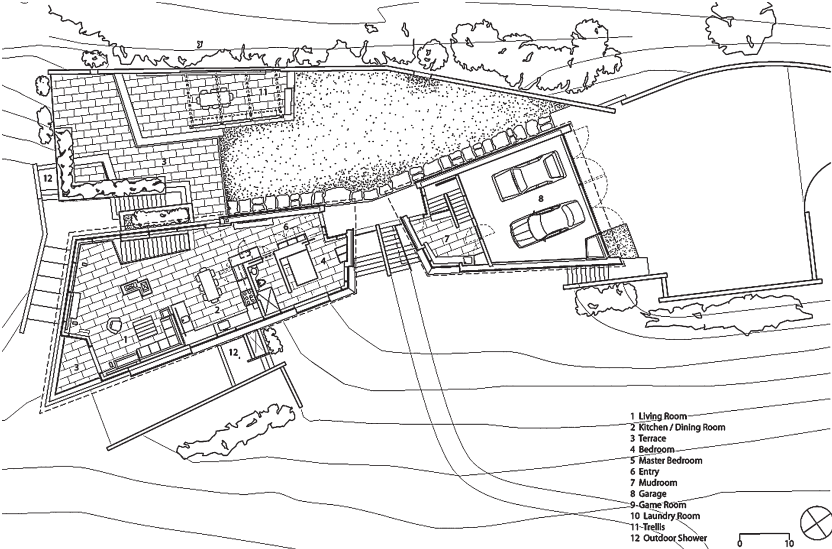 11
3
12
8
6
7
4
2
1
12
3
1 Living Room
2 Kitchen / Dining Room
3 Terrace
4 Bedroom
5 Master Bedroom
6 Entry
7 Mudroom
8 Garage
9 Game Room
10 Laundry Room
11 Trellis
12 Outdoor Shower
0 10